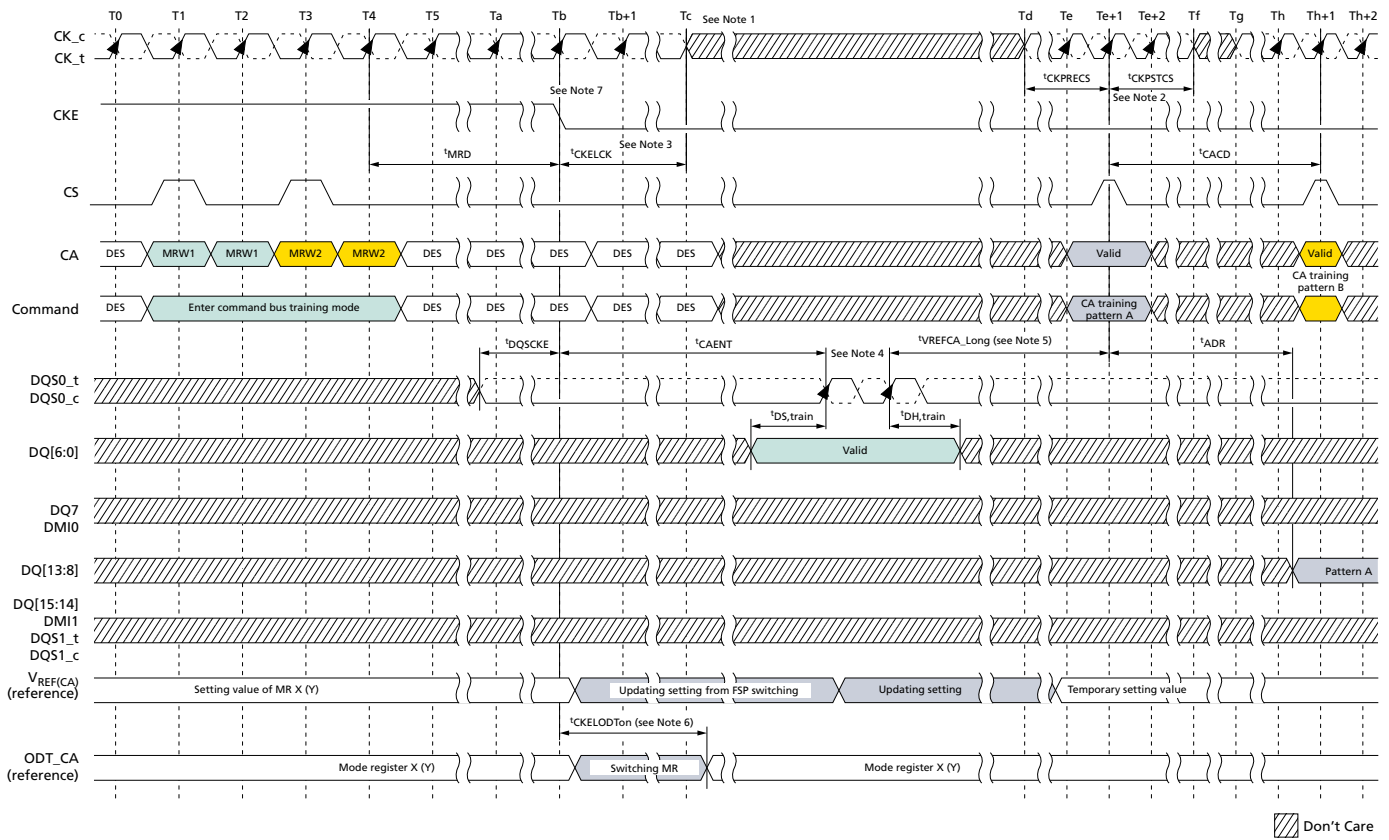 T0 T1 T2 T3 T4 T5 Ta Tb Tb+1 Tc See Note 1 Td Te Te+1 Te+2 Tf Tg Th Th+1 Th+2
CK_c
CK_t
tCKPRECS tCKPSTCS
See Note 7 See Note 2
CKE
See Note 3
tMRD tCKELCK tCACD
CS
CA DES MRW1 MRW1 MRW2 MRW2 DES DES DES DES DES Valid Valid
CA training
pattern B
Command DES Enter command bus training mode DES DES DES DES DES CA training
pattern A
tDQSCKE tCAENT See Note 4 tVREFCA_Long (see Note 5) tADR
DQS0_t
DQS0_c
tDS,train tDH,train
DQ[6:0] Valid
DQ7
DMI0
DQ[13:8] Pattern A
DQ[15:14]
DMI1
DQS1_t
DQS1_c
VREF(CA)
(reference) Setting value of MR X (Y) Updating setting from FSP switching Updating setting Temporary setting value
tCKELODTon (see Note 6)
ODT_CA
(reference) Mode register X (Y) Switching MR Mode register X (Y)
Don't Care